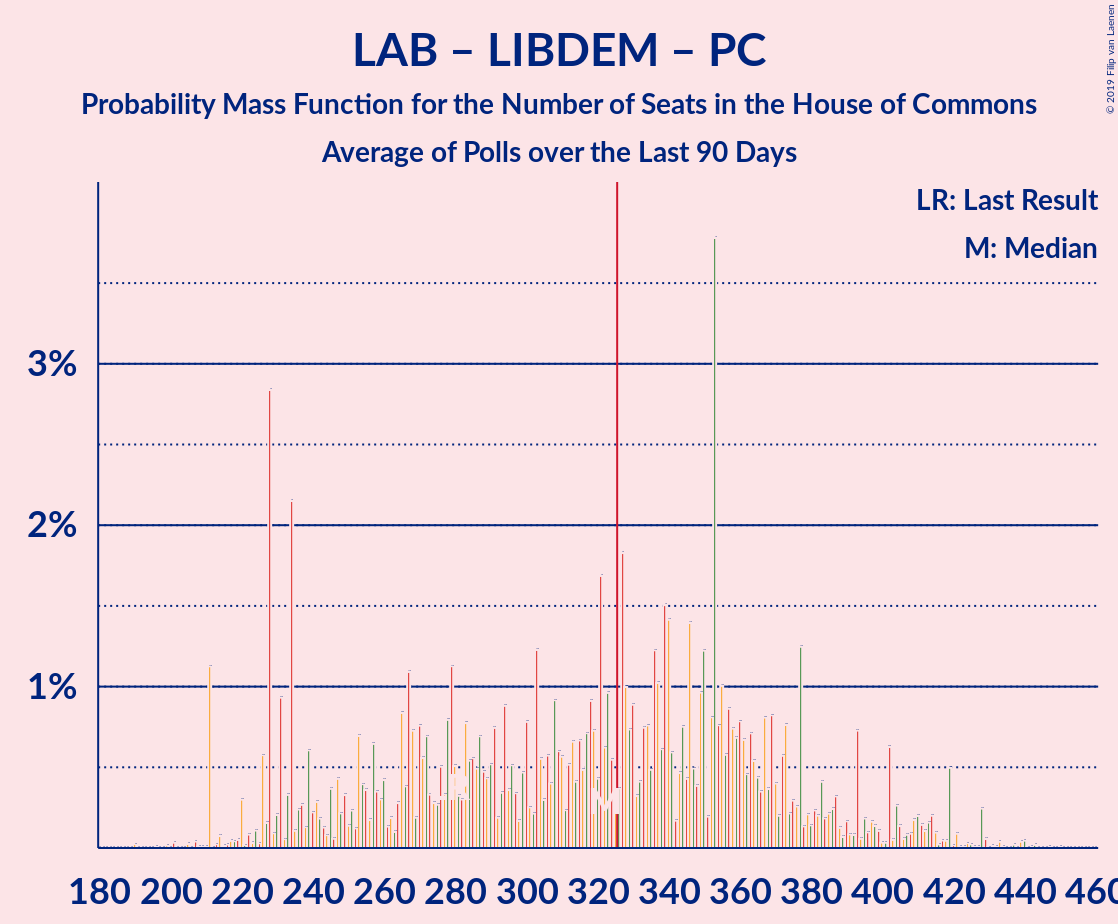 LAB – LIBDEM – PC
Probability Mass Function for the Number of Seats in the House of Commons
Average of Polls over the Last 90 Days
© 2019 Filip van Laenen
LR: Last Result
M: Median
3%
2%
1%
180 200 220 240 260 280 300 320 340 360 380 400 420 440 460